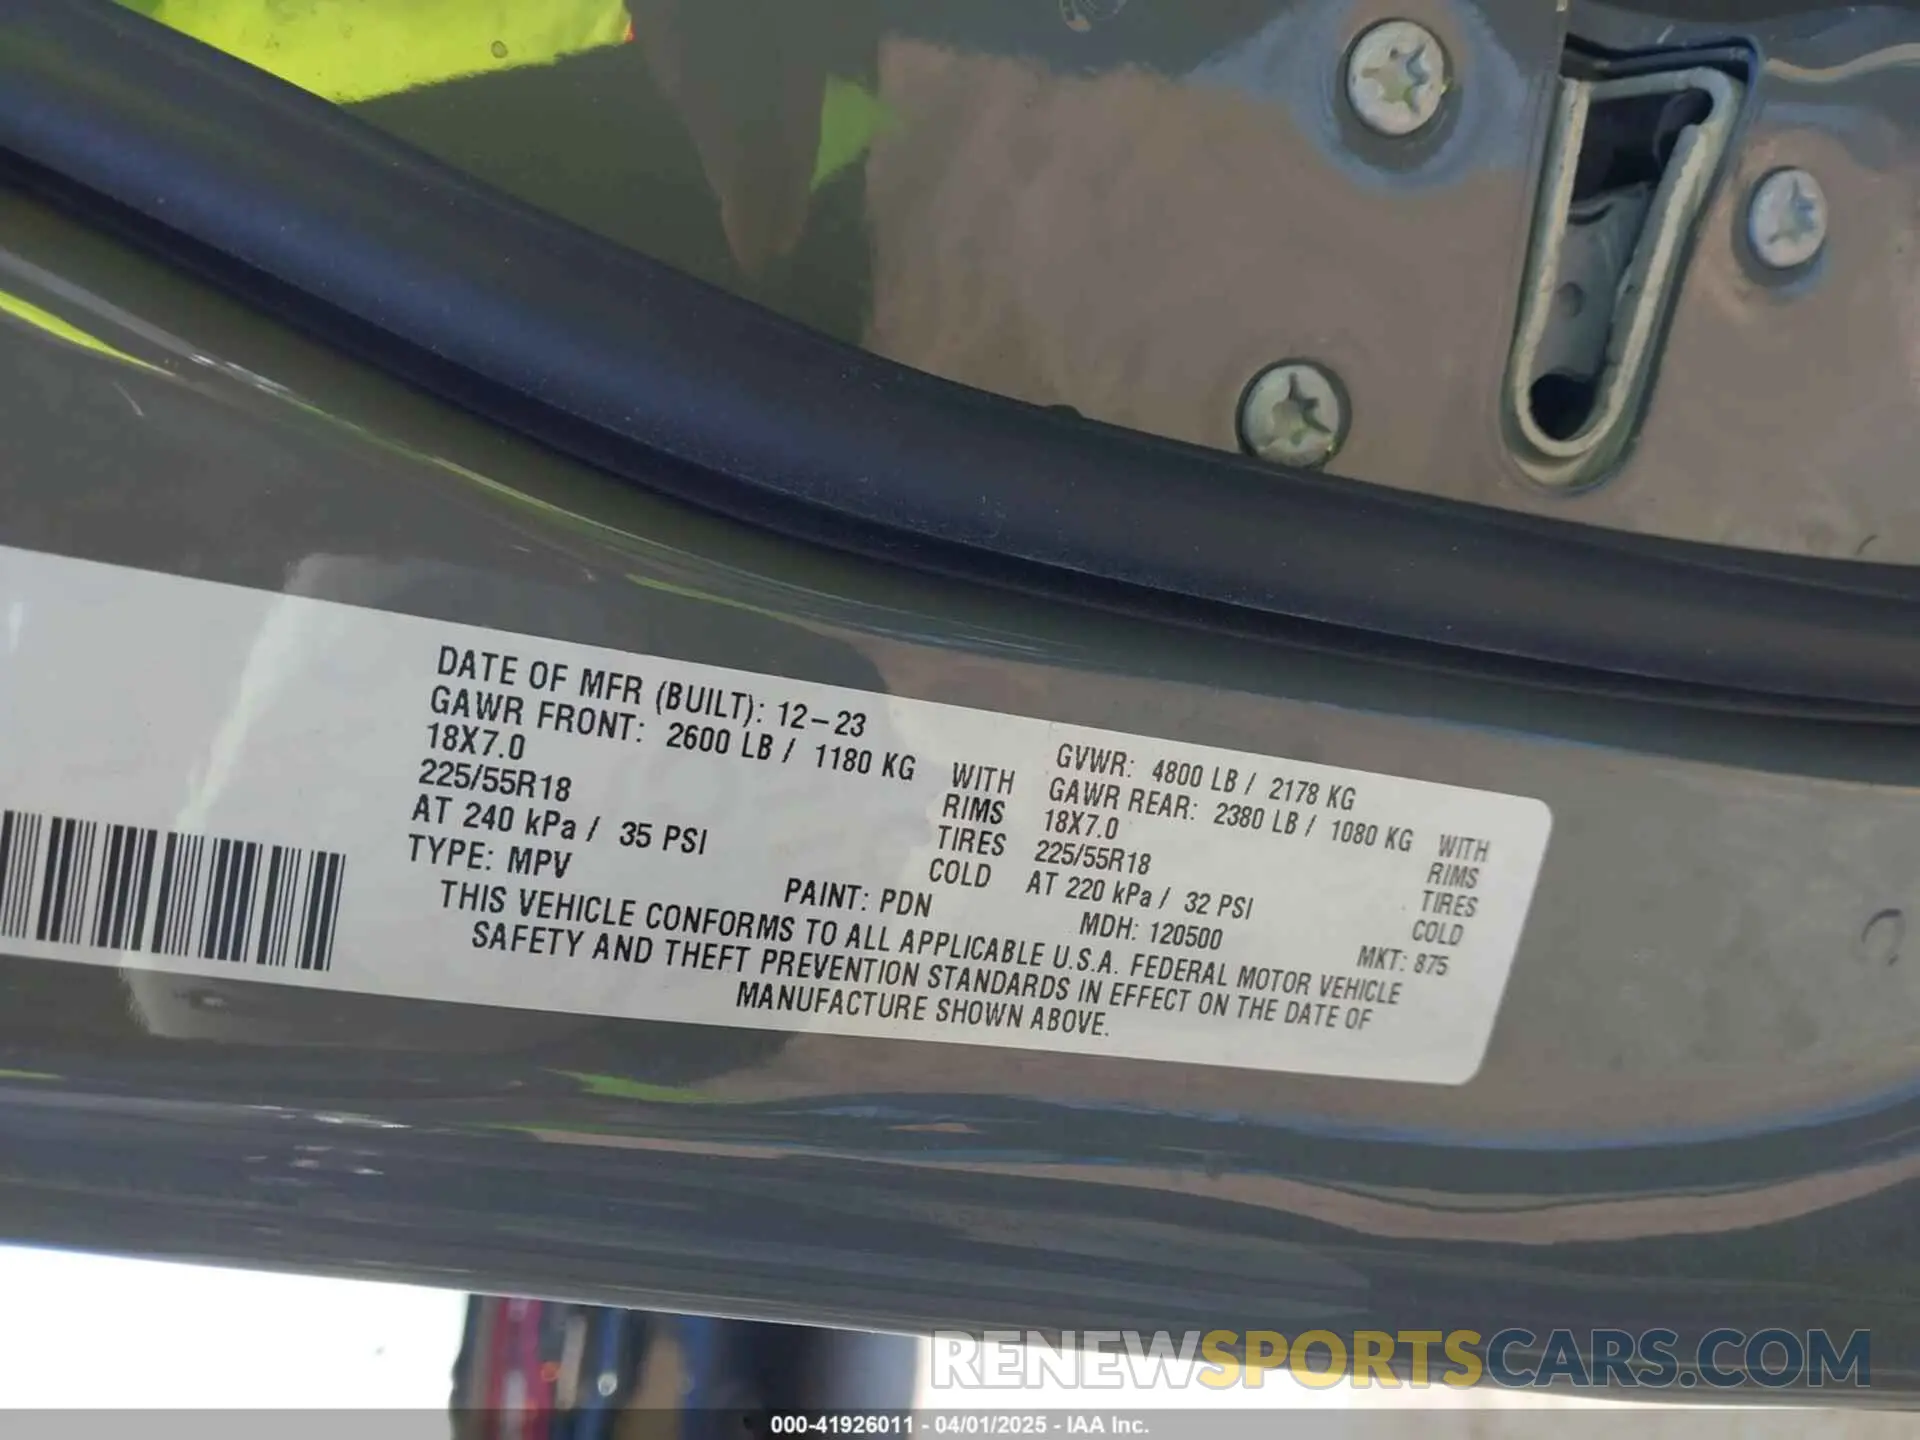 DATE OF MFR (BUILT): 12-23
GVWR: 4800 LB / 2178 KG
GAWR FRONT: 2600 LB / 1180 KG WITH
GAWR REAR: 2380 LB / 1080 KG WITH
18X7.0 RIMS
18X7.0 RIMS
225/55R18 TIRES
225/55R18 TIRES
AT 240 kPa / 35 PSI COLD
AT 220 kPa / 32 PSI COLD
TYPE: MPV PAINT: PDN MDH: 120500 MKT: 875
THIS VEHICLE CONFORMS TO ALL APPLICABLE U.S.A. FEDERAL MOTOR VEHICLE
SAFETY AND THEFT PREVENTION STANDARDS IN EFFECT ON THE DATE OF
MANUFACTURE SHOWN ABOVE.
RENEWSPORTSCARS.COM
000-41926011 - 04/01/2025 - IAA Inc.